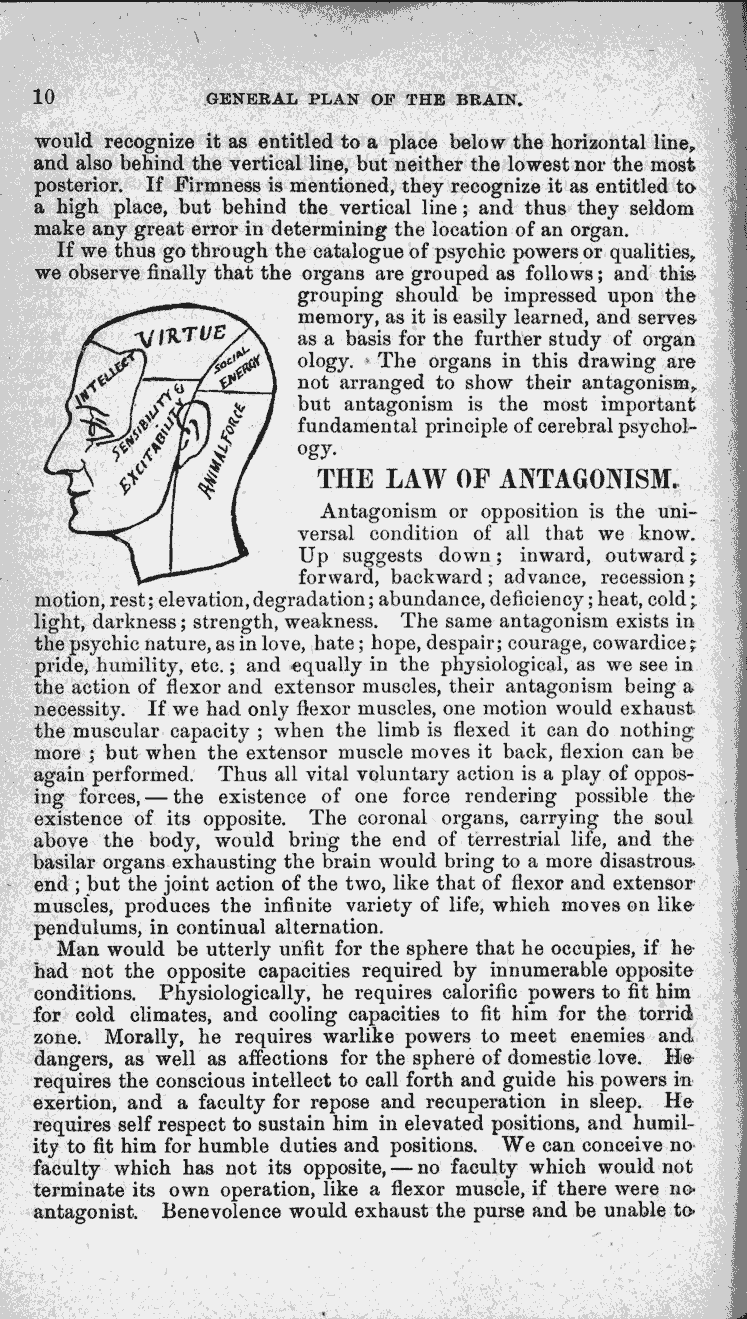 10
GENERAL PLAN OF THE BRAIN.
would recognize it as entitled to a place below the horizontal line,
and also behind the vertical line, but neither the lowest nor the most
posterior. If Firmness is mentioned, they recognize it as entitled to
a high place, but behind the vertical line; and thus they seldom
make any great error in determining the location of an organ.
If we thus go through the catalogue of psychic powers or qualities,
we observe finally that the organs are grouped as follows; and this
grouping should be impressed upon the
memory, as it is easily learned, and serves
as a basis for the further study of organ
ology. The organs in this drawing are
not arranged to show their antagonism,
but antagonism is the most important
fundamental principle of cerebral psychol-
ogy.
VIRTUE
INTELLECT
SOCIAL
ENERGY
SENSIBILITY &
EXCITABILITY
ANIMAL FORCE
THE LAW OF ANTAGONISM.
Antagonism or opposition is the uni-
versal condition of all that we know.
Up suggests down; inward, outward;
forward, backward; advance, recession;
motion, rest; elevation, degradation; abundance, deficiency; heat, cold;
light, darkness; strength, weakness. The same antagonism exists in
the psychic nature, as in love, hate; hope, despair; courage, cowardice;
pride, humility, etc.; and equally in the physiological, as we see in
the action of flexor and extensor muscles, their antagonism being a
necessity. If we had only flexor muscles, one motion would exhaust
the muscular capacity ; when the limb is flexed it can do nothing
more ; but when the extensor muscle moves it back, flexion can be
again performed. Thus all vital voluntary action is a play of oppos-
ing forces, — the existence of one force rendering possible the
existence of its opposite. The coronal organs, carrying the soul
above the body, would bring the end of terrestrial life, and the
basilar organs exhausting the brain would bring to a more disastrous
end ; but the joint action of the two, like that of flexor and extensor
muscles, produces the infinite variety of life, which moves on like
pendulums, in continual alternation.
Man would be utterly unfit for the sphere that he occupies, if he
had not the opposite capacities required by innumerable opposite
conditions. Physiologically, he requires calorific powers to fit him
for cold climates, and cooling capacities to fit him for the torrid
zone. Morally, he requires warlike powers to meet enemies and
dangers, as well as affections for the sphere of domestic love. He
requires the conscious intellect to call forth and guide his powers in
exertion, and a faculty for repose and recuperation in sleep. He
requires self respect to sustain him in elevated positions, and humil-
ity to fit him for humble duties and positions. We can conceive no
faculty which has not its opposite, — no faculty which would not
terminate its own operation, like a flexor muscle, if there were no
antagonist. Benevolence would exhaust the purse and be unable to